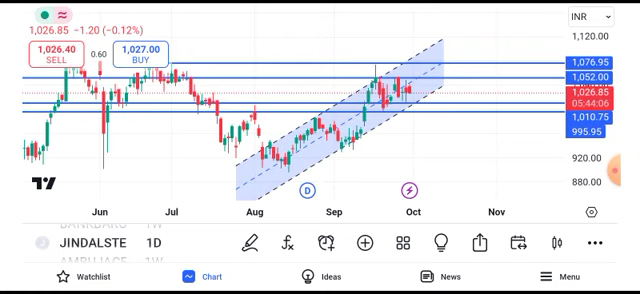 INR
1,026.85 −1.20 (−0.12%)
1,120.00
1,026.40
SELL
0.60
1,027.00
BUY
1,076.95
1,052.00
1,026.85
05:44:06
1,010.75
995.95
920.00
880.00
D
Jun Jul Aug Sep Oct Nov
JINDALSTE 1D
Watchlist Chart Ideas News Menu